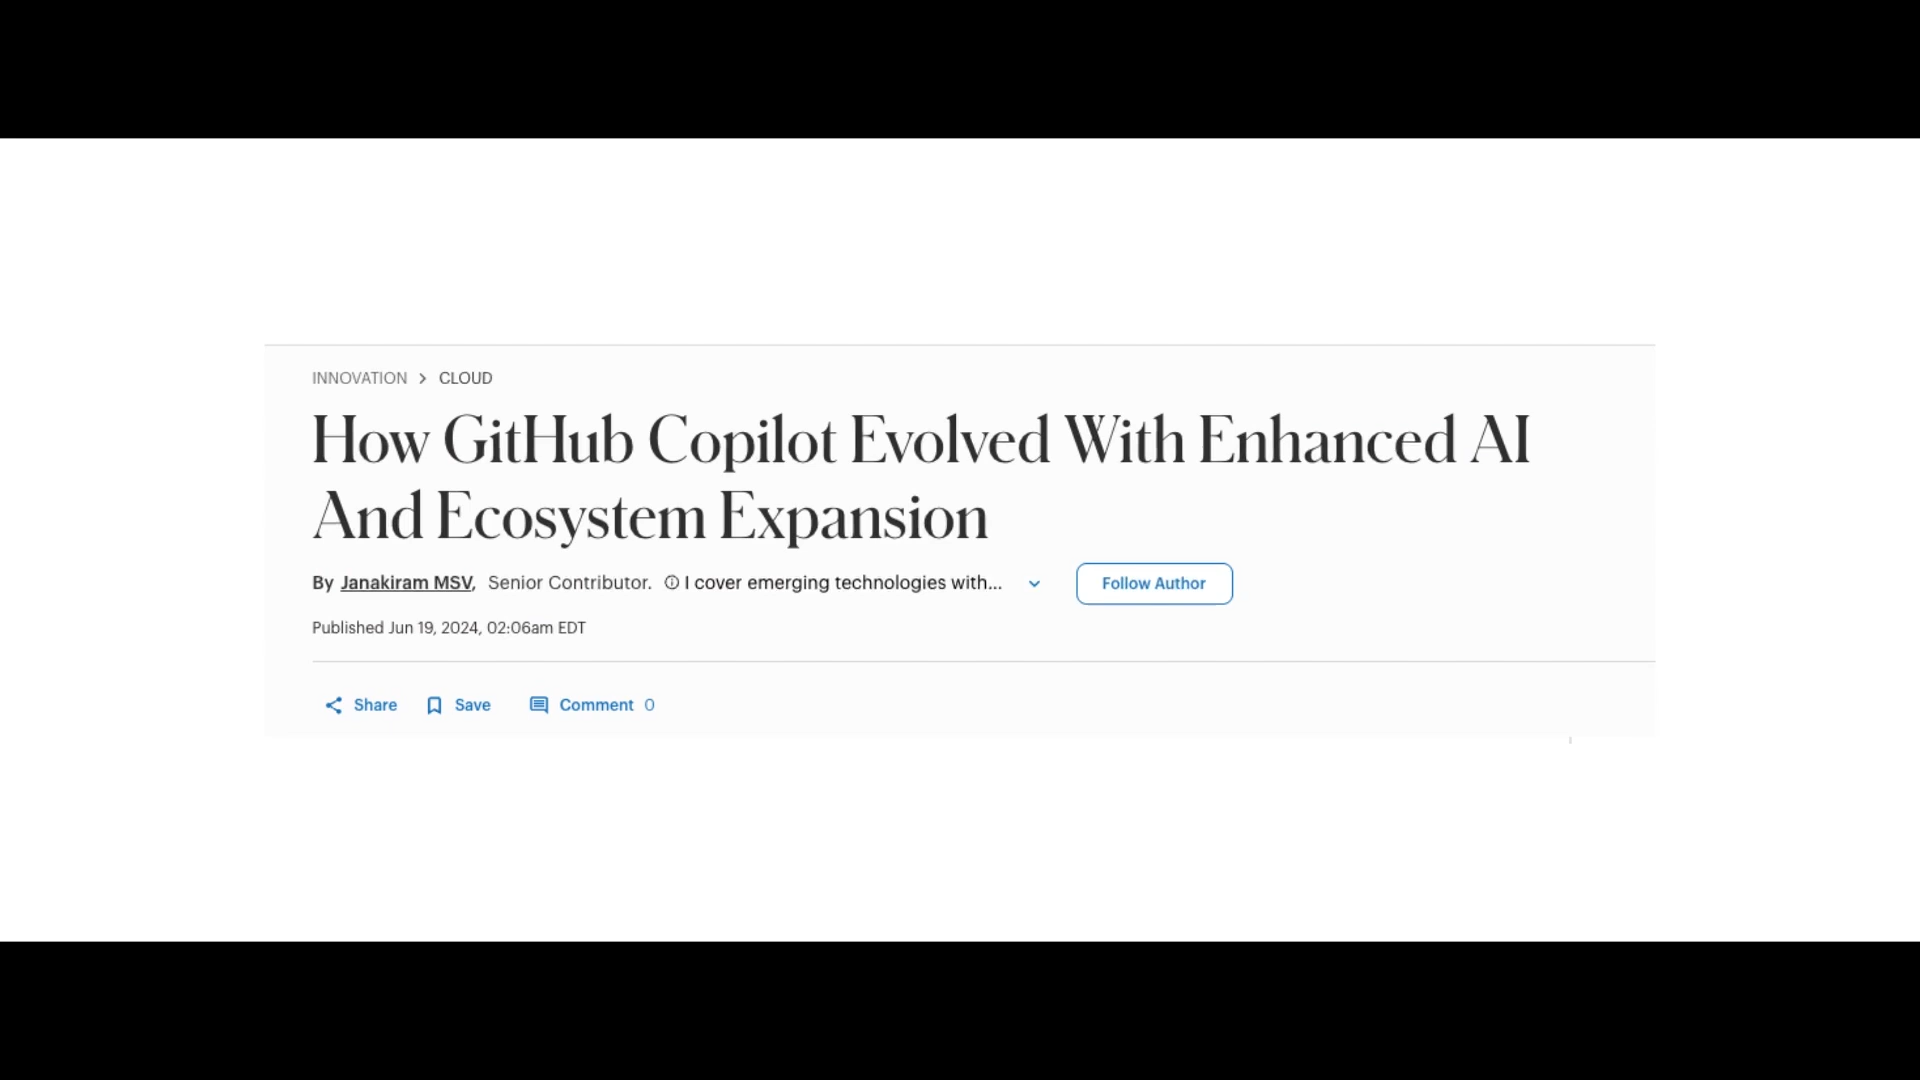 INNOVATION > CLOUD
How GitHub Copilot Evolved With Enhanced AI
And Ecosystem Expansion
By Janakiram MSV, Senior Contributor. ⓘ I cover emerging technologies with... Follow Author
Published Jun 19, 2024, 02:06am EDT
Share Save Comment 0